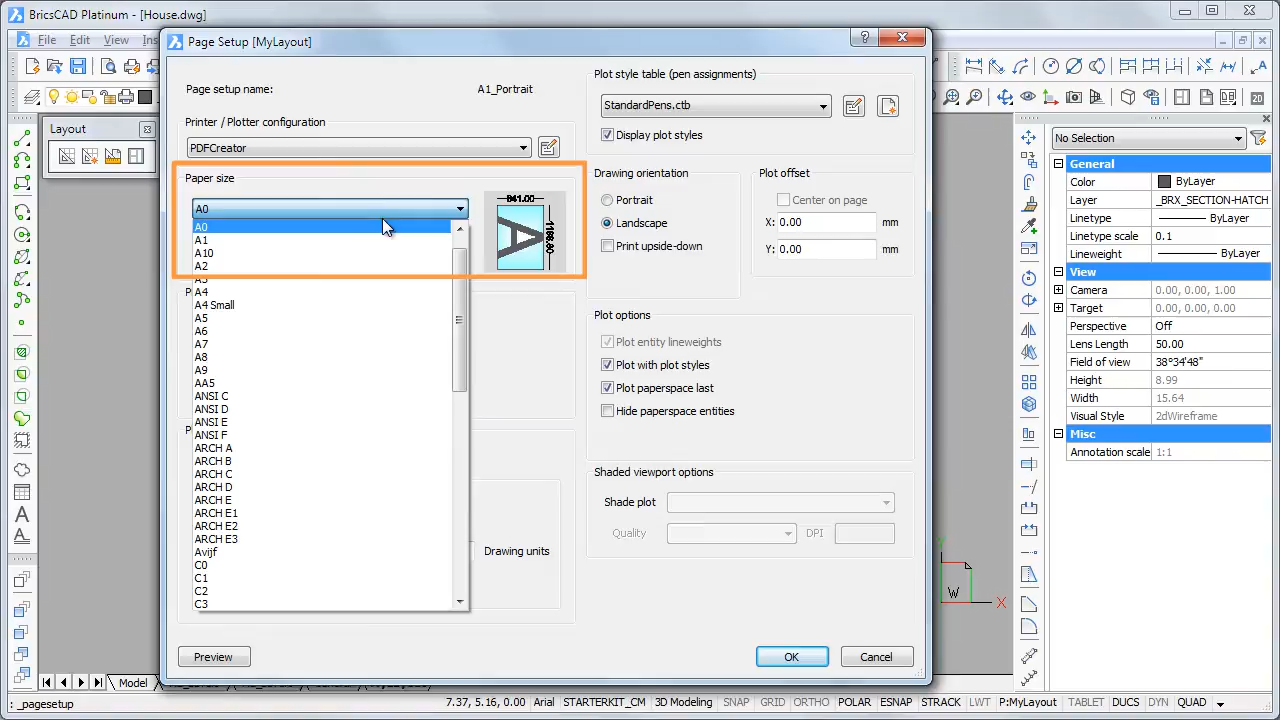 BricsCAD Platinum - [House.dwg]
File Edit View
Page Setup [MyLayout]
Layout
Page setup name: A1_Portrait
Printer / Plotter configuration
PDFCreator
Paper size
A0
841.00
A0
A1
A10
A2
A3
A4
A4 Small
A5
A6
A7
A8
A9
AA5
ANSI C
ANSI D
ANSI E
ANSI F
ARCH A
ARCH B
ARCH C
ARCH D
ARCH E
ARCH E1
ARCH E2
ARCH E3
Avijf
C0
C1
C2
C3
Drawing units
Plot style table (pen assignments)
StandardPens.ctb
Display plot styles
Drawing orientation
Portrait
Landscape
Print upside-down
Plot offset
Center on page
X: 0.00 mm
Y: 0.00 mm
Plot options
Plot entity lineweights
Plot with plot styles
Plot paperspace last
Hide paperspace entities
Shaded viewport options
Shade plot
Quality DPI
Preview OK Cancel
No Selection
General
Color ByLayer
Layer _BRX_SECTION-HATCH
Linetype ByLayer
Linetype scale 0.1
Lineweight ByLayer
View
Camera 0.00, 0.00, 1.00
Target 0.00, 0.00, 0.00
Perspective Off
Lens Length 50.00
Field of view 38°34'48"
Height 8.99
Width 15.64
Visual Style 2dWireframe
Misc
Annotation scale 1:1
Y
W X
Model
: _pagesetup
7.37, 5.16, 0.00 Arial STARTERKIT_CM 3D Modeling SNAP GRID ORTHO POLAR ESNAP STRACK LWT P:MyLayout TABLET DUCS DYN QUAD